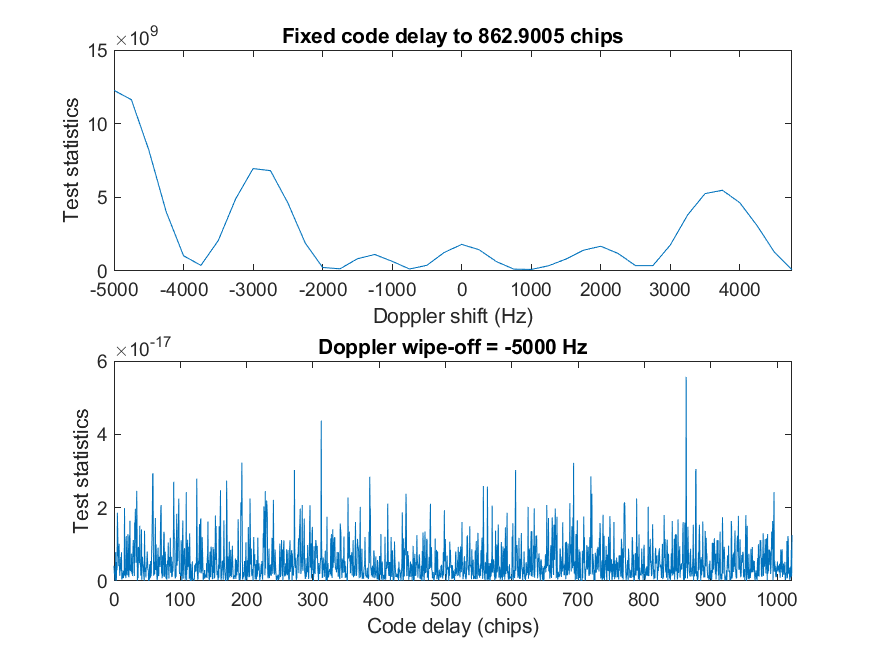 ×10^9
Fixed code delay to 862.9005 chips
15
10
5
0
Test statistics
-5000 -4000 -3000 -2000 -1000 0 1000 2000 3000 4000
Doppler shift (Hz)
×10^-17
Doppler wipe-off = -5000 Hz
6
4
2
0
Test statistics
0 100 200 300 400 500 600 700 800 900 1000
Code delay (chips)